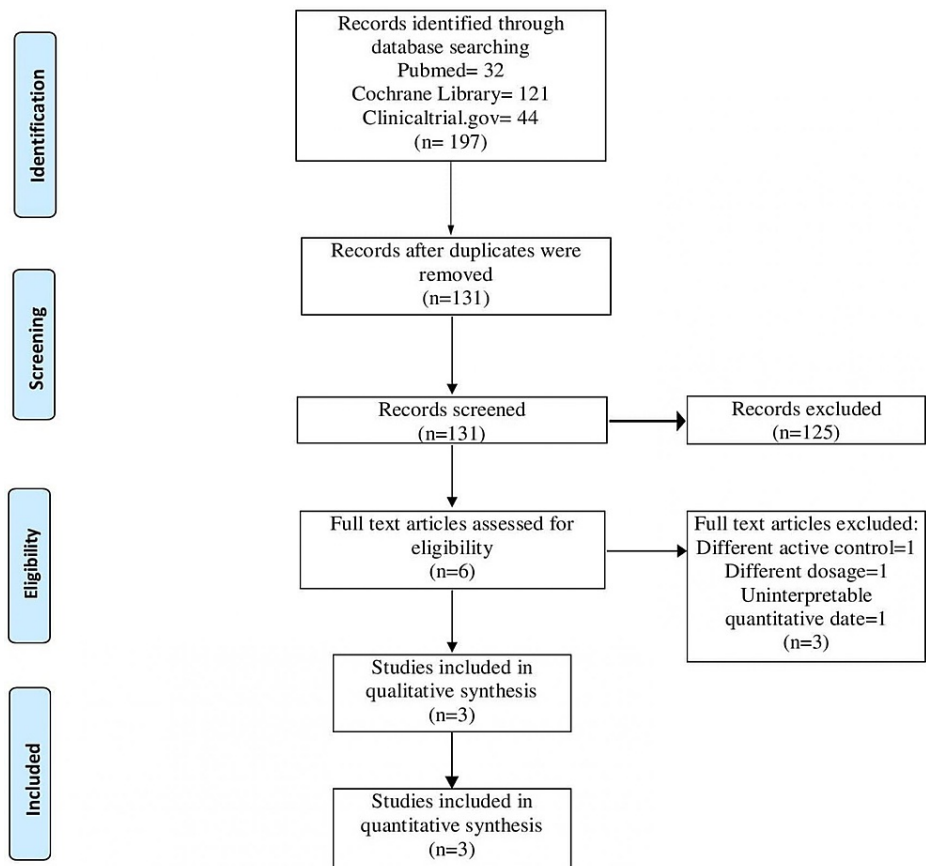 Identification
Records identified through
database searching
Pubmed= 32
Cochrane Library= 121
Clinicaltrial.gov= 44
(n= 197)
Screening
Records after duplicates were
removed
(n=131)
Records screened
(n=131)
Records excluded
(n=125)
Eligibility
Full text articles assessed for
eligibility
(n=6)
Full text articles excluded:
Different active control=1
Different dosage=1
Uninterpretable
quantitative date=1
(n=3)
Included
Studies included in
qualitative synthesis
(n=3)
Studies included in
quantitative synthesis
(n=3)